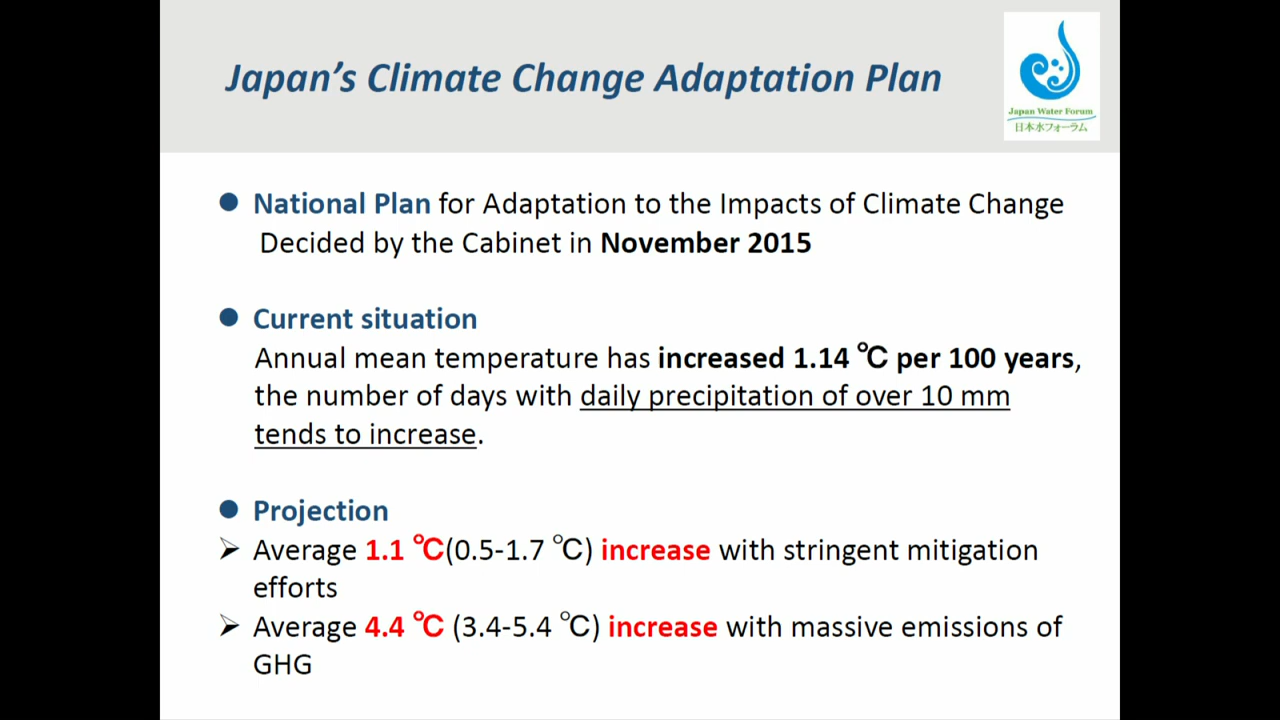 Japan's Climate Change Adaptation Plan
Japan Water Forum
日本水フォーラム
National Plan for Adaptation to the Impacts of Climate Change
Decided by the Cabinet in November 2015
Current situation
Annual mean temperature has increased 1.14 ℃ per 100 years,
the number of days with daily precipitation of over 10 mm
tends to increase.
Projection
Average 1.1 ℃(0.5-1.7 ℃) increase with stringent mitigation
efforts
Average 4.4 ℃ (3.4-5.4 ℃) increase with massive emissions of
GHG